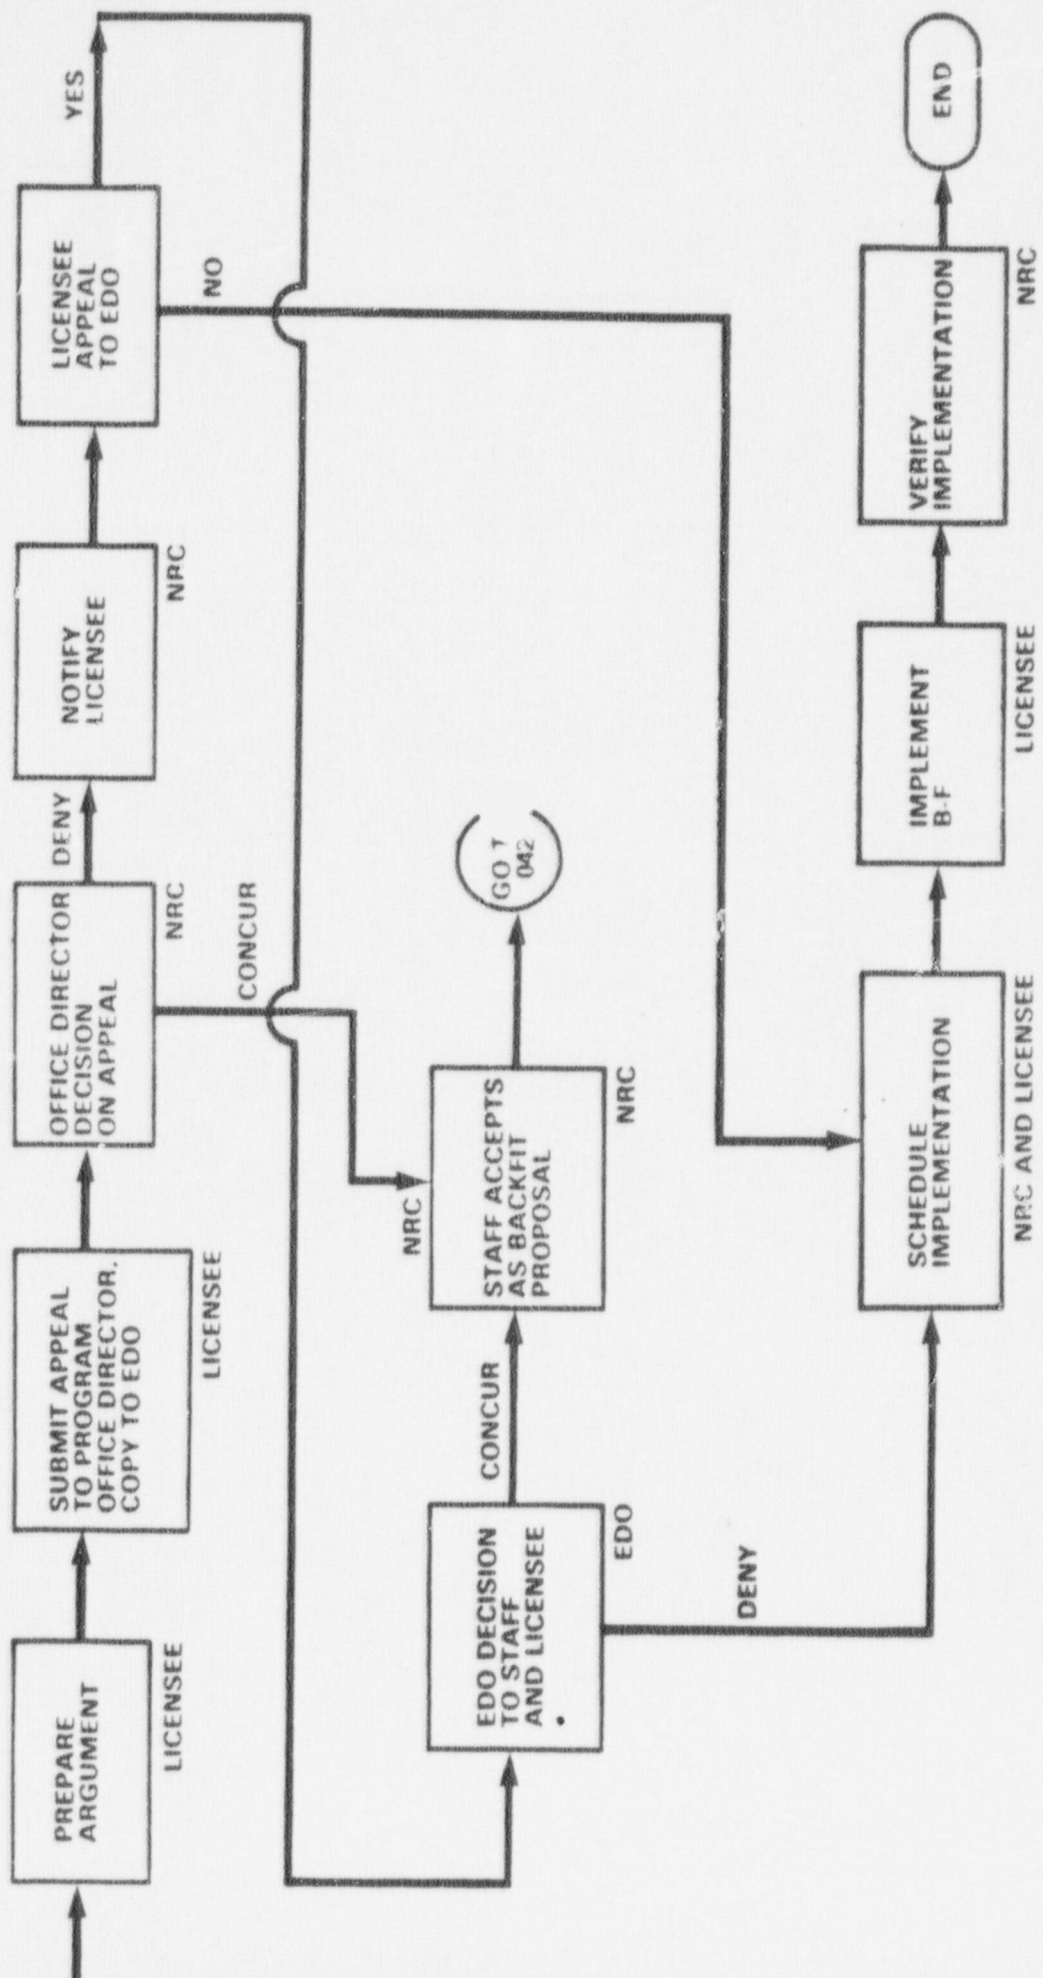 PREPARE
ARGUMENT
LICENSEE
SUBMIT APPEAL
TO PROGRAM
OFFICE DIRECTOR.
COPY TO EDO
LICENSEE
OFFICE DIRECTOR
DECISION
ON APPEAL
NRC
DENY
CONCUR
NOTIFY
LICENSEE
NRC
LICENSEE
APPEAL
TO EDO
YES
NO
EDO DECISION
TO STAFF
AND LICENSEE
EDO
CONCUR
DENY
NRC
STAFF ACCEPTS
AS BACKFIT
PROPOSAL
NRC
GO T
042
SCHEDULE
IMPLEMENTATION
NRC AND LICENSEE
IMPLEMENT
B-F
LICENSEE
VERIFY
IMPLEMENTATION
NRC
END